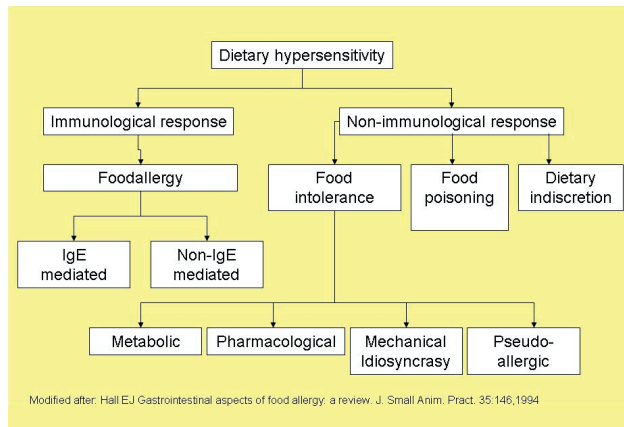 Dietary hypersensitivity
Immunological response
Non-immunological response
Foodallergy
Food
intolerance
Food
poisoning
Dietary
indiscretion
IgE
mediated
Non-IgE
mediated
Metabolic
Pharmacological
Mechanical
Idiosyncrasy
Pseudo-
allergic
Modified after: Hall EJ Gastrointestinal aspects of food allergy: a review. J. Small Anim. Pract. 35:146,1994